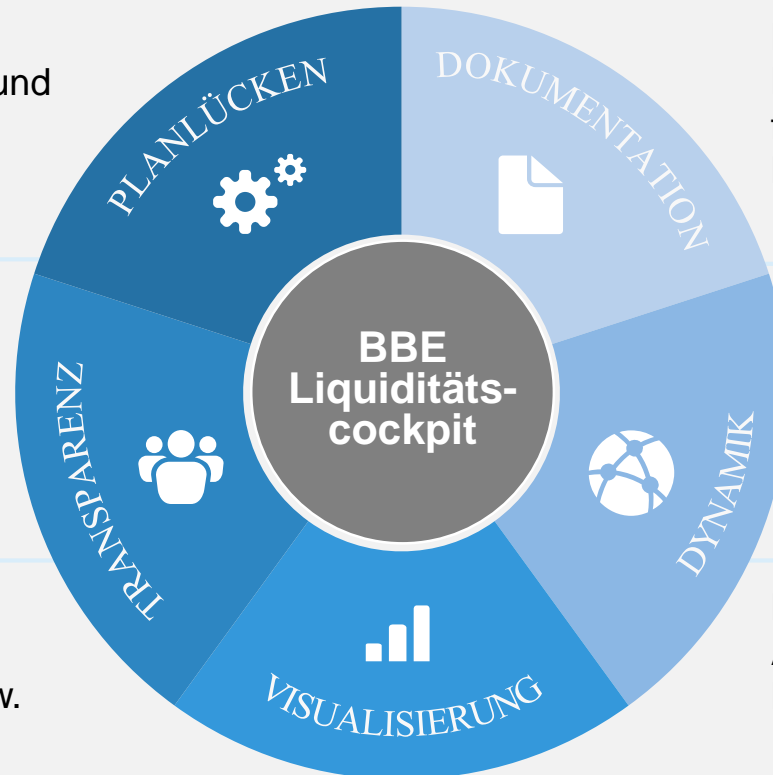 und
PLANLÜCKEN
DOKUMENTATION
BBE
Liquiditäts-
cockpit
TRANSPARENZ
DYNAMIK
VISUALISIERUNG
w.